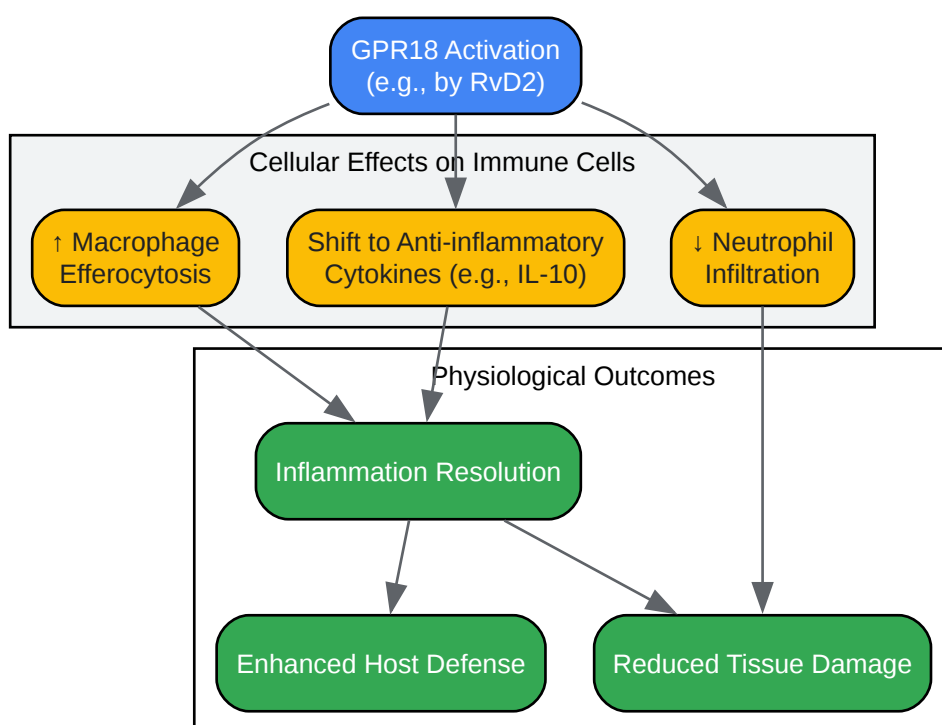 GPR18 Activation
(e.g., by RvD2)
Cellular Effects on Immune Cells
↑ Macrophage
Efferocytosis
Shift to Anti-inflammatory
Cytokines (e.g., IL-10)
↓ Neutrophil
Infiltration
Physiological Outcomes
Inflammation Resolution
Enhanced Host Defense
Reduced Tissue Damage